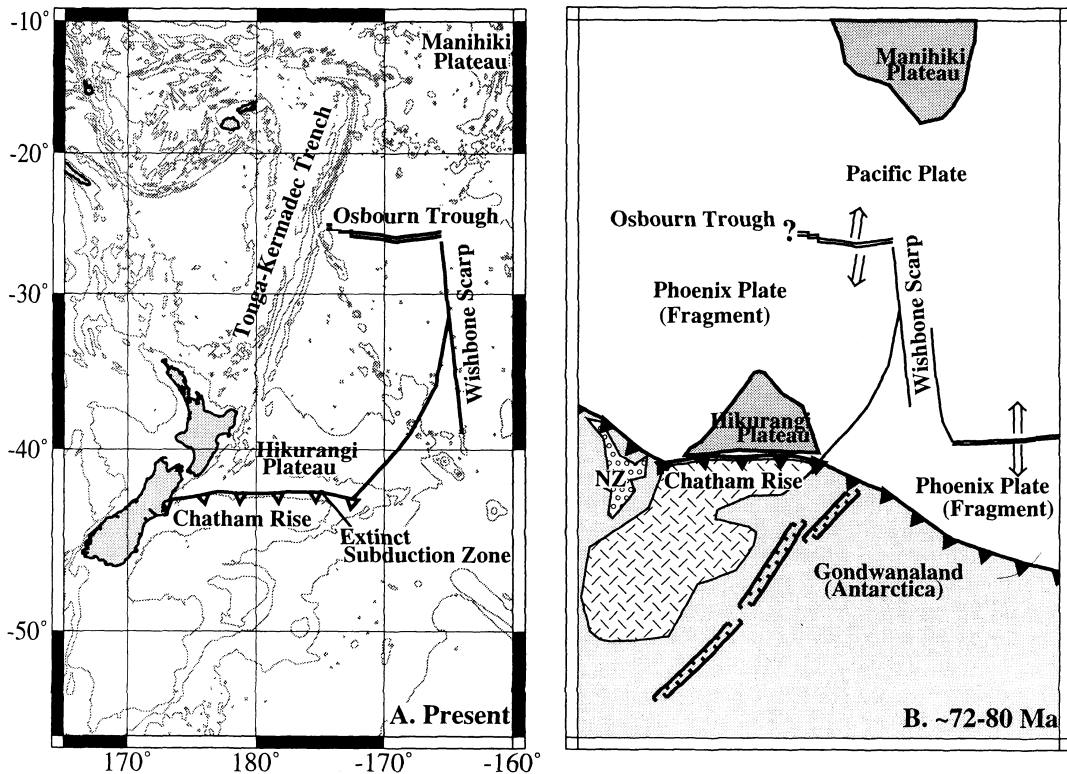 -10°
-20°
-30°
-40°
-50°
170°
180°
-170°
-160°
Manihiki
Plateau
Tonga-Kermadec Trench
Osbourn Trough
Wishbone Scarp
Hikurangi
Plateau
Chatham Rise
Extinct
Subduction Zone
A. Present
Manihiki
Plateau
Pacific Plate
Osbourn Trough
?
Wishbone Scarp
Phoenix Plate
(Fragment)
Hikurangi
Plateau
NZ
Chatham Rise
Phoenix Plate
(Fragment)
Gondwanaland
(Antarctica)
B. ~72-80 Ma